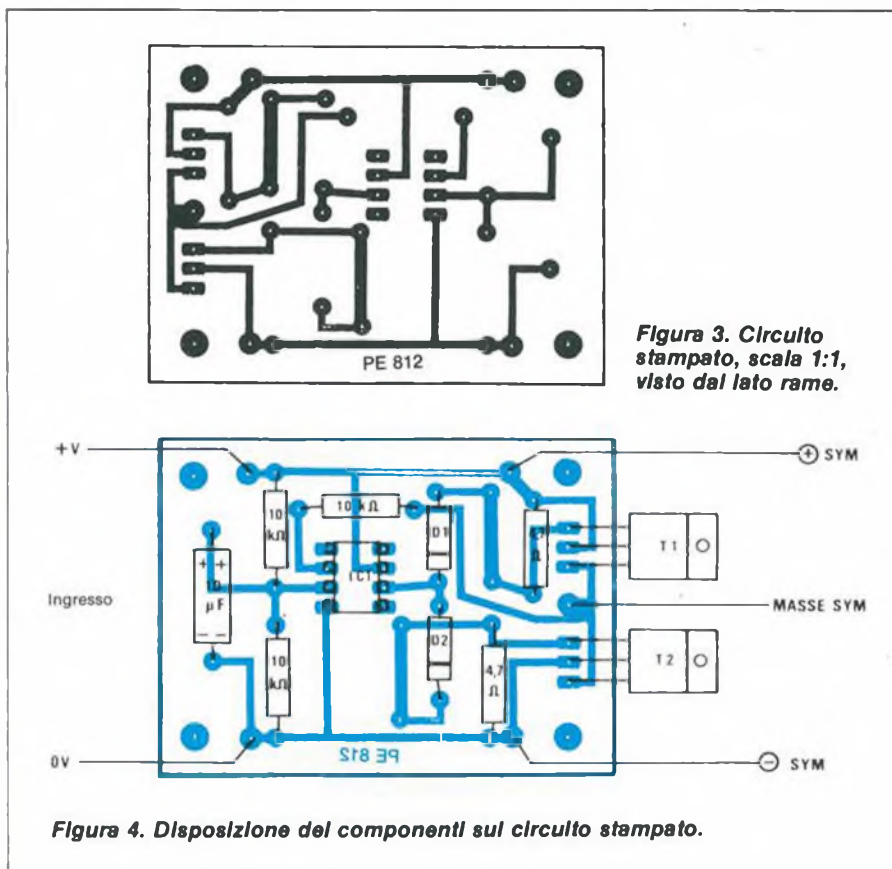 PE 812
Figura 3. Circuito
stampato, scala 1:1,
visto dal lato rame.
+V
⊕ SYM
10
kΩ
10 kΩ
D1
4,7
Ω
T1
+ +
10
µF
IC1
Ingresso
MASSE SYM
10
kΩ
D2
4,7
Ω
T2
0V
PE 812
⊖ SYM
Figura 4. Disposizione dei componenti sul circuito stampato.